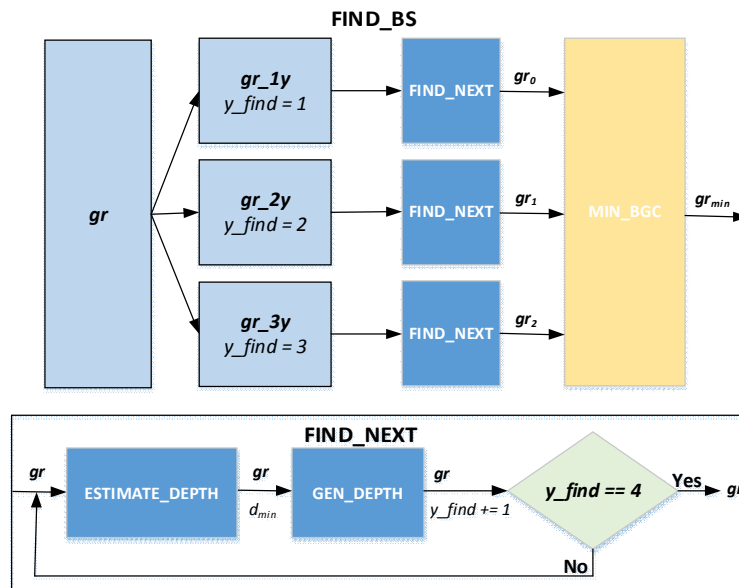 FIND_BS
gr
gr_1y
y_find = 1
FIND_NEXT
gr0
gr_2y
y_find = 2
FIND_NEXT
gr1
gr_3y
y_find = 3
FIND_NEXT
gr2
MIN_BGC
grmin
FIND_NEXT
gr
ESTIMATE_DEPTH
gr
dmin
GEN_DEPTH
gr
y_find += 1
y_find == 4
Yes
No